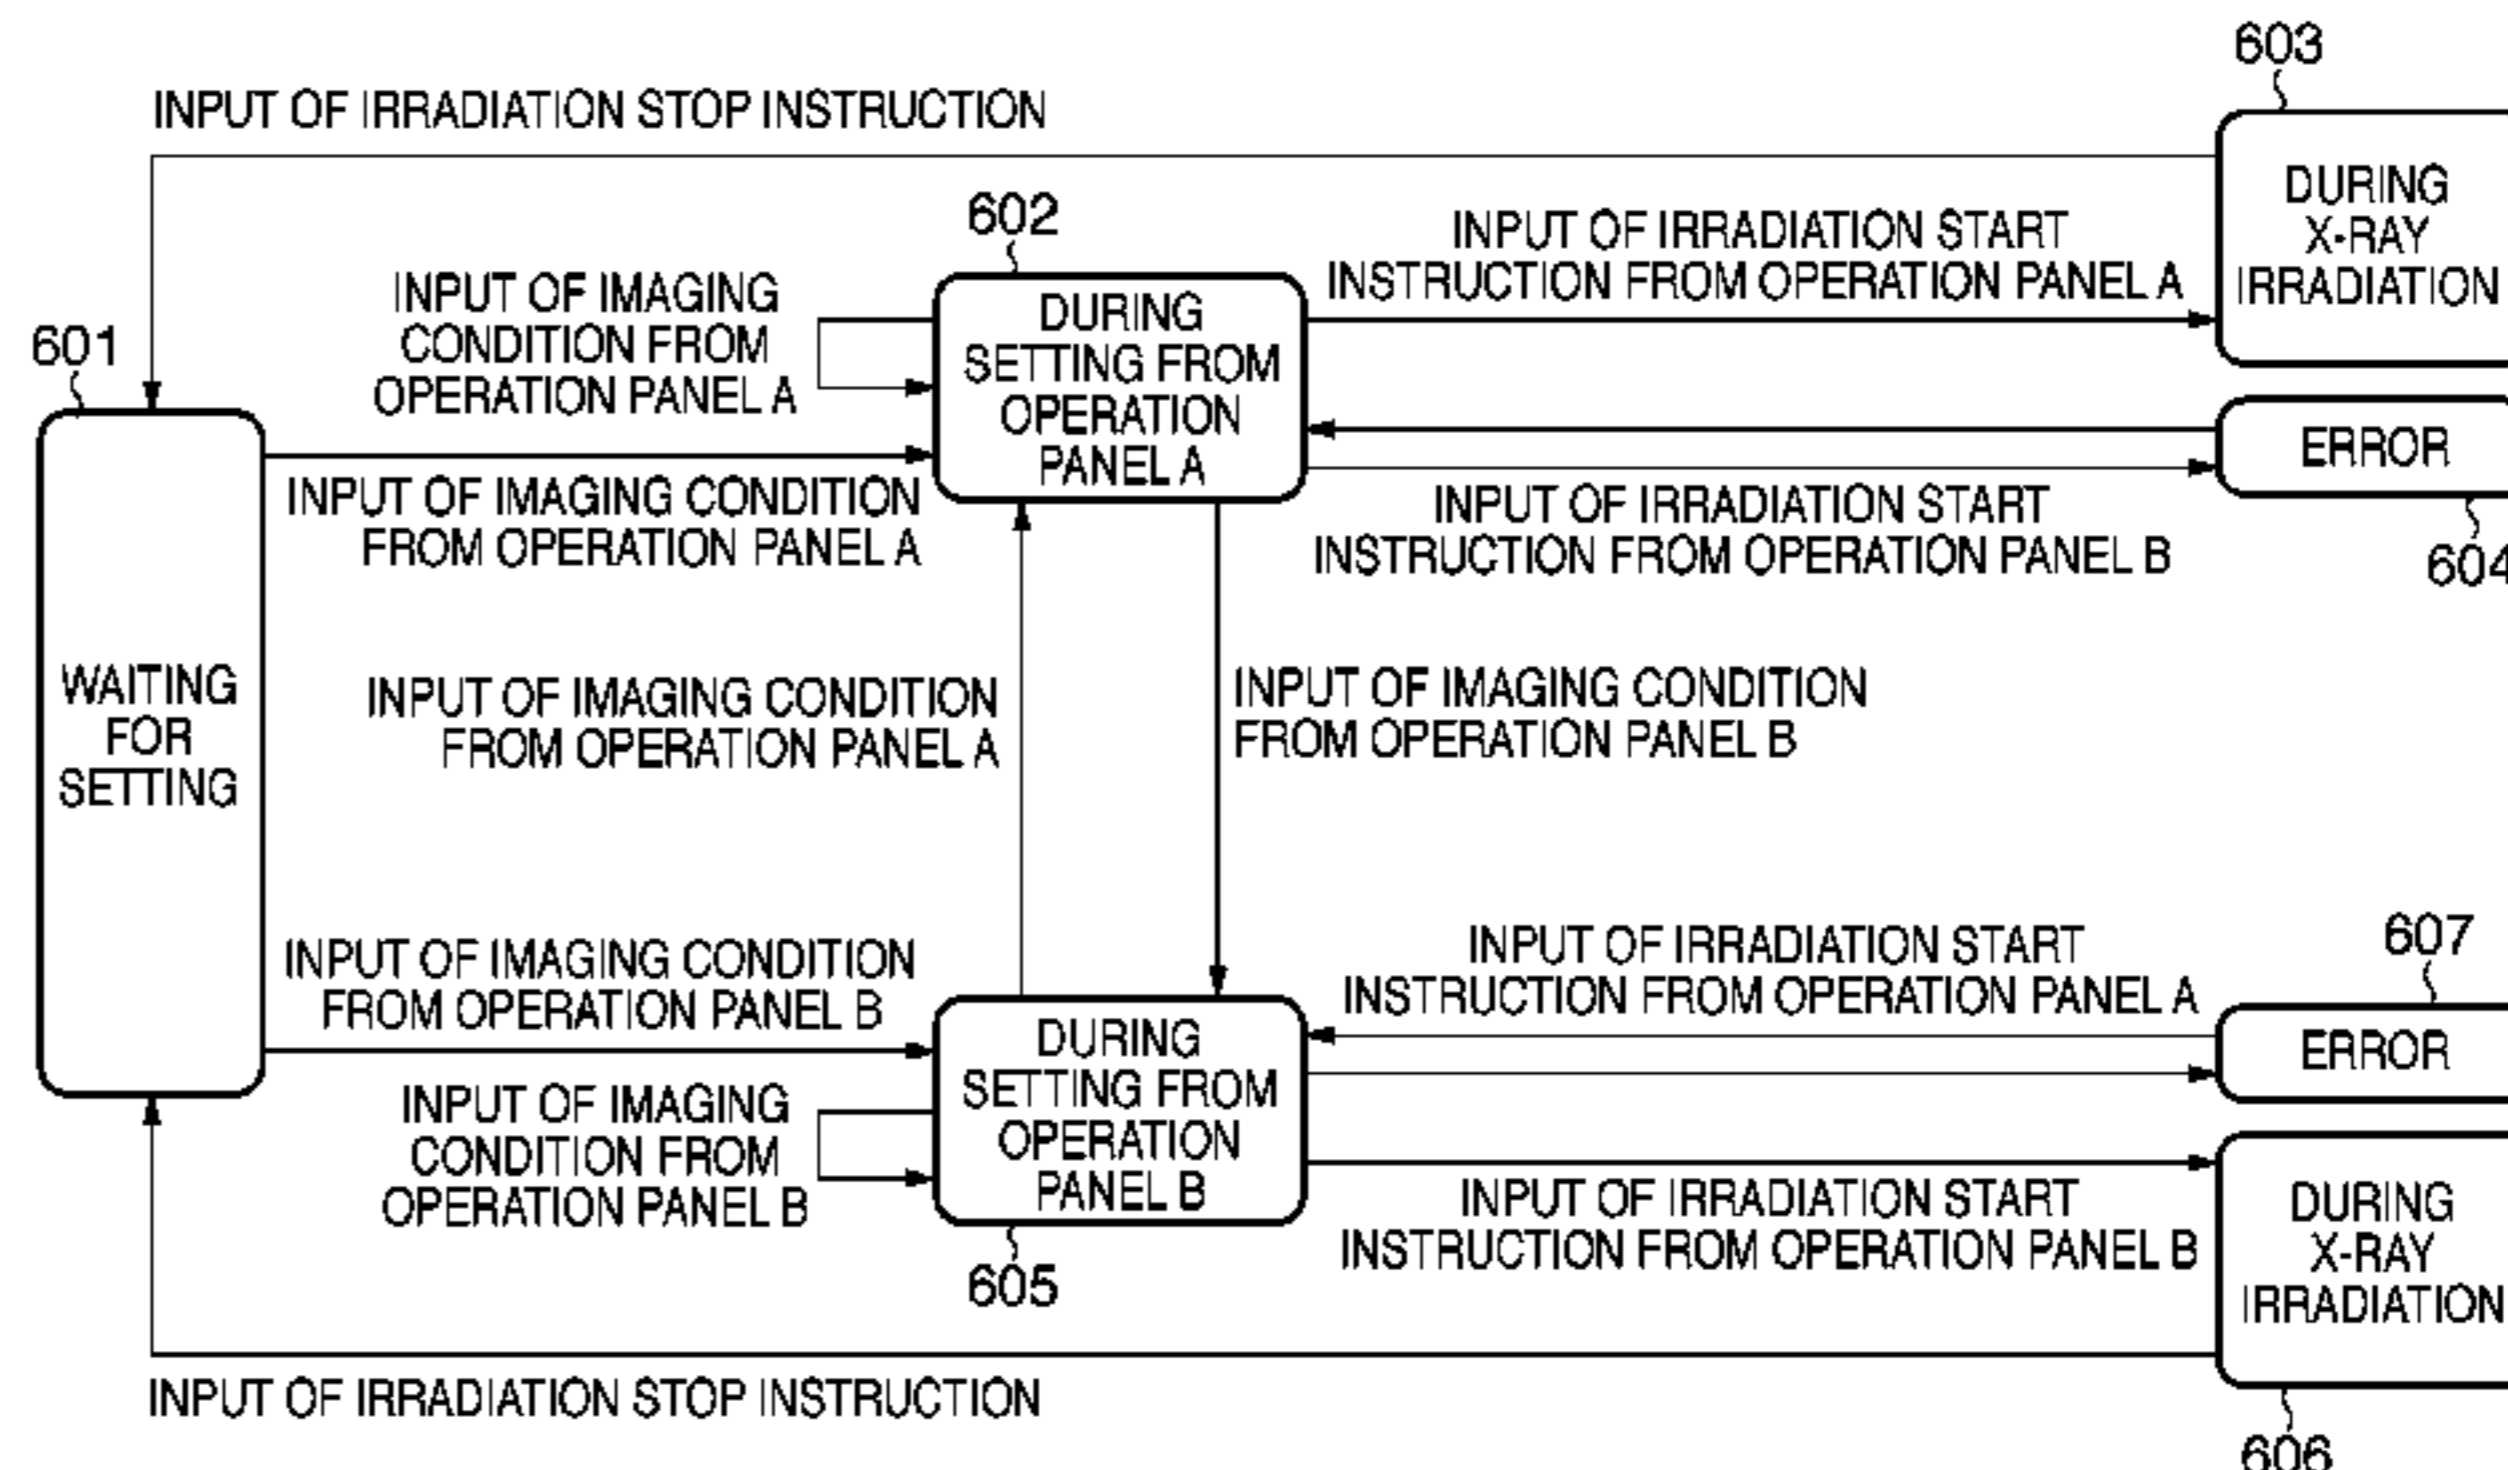 603
INPUT OF IRRADIATION STOP INSTRUCTION
DURING
X-RAY
IRRADIATION
602
INPUT OF IRRADIATION START
INSTRUCTION FROM OPERATION PANEL A
INPUT OF IMAGING
CONDITION FROM
OPERATION PANEL A
DURING
SETTING FROM
OPERATION
PANEL A
601
ERROR
INPUT OF IMAGING CONDITION
FROM OPERATION PANEL A
INPUT OF IRRADIATION START
INSTRUCTION FROM OPERATION PANEL B
604
WAITING
FOR
SETTING
INPUT OF IMAGING CONDITION
FROM OPERATION PANEL A
INPUT OF IMAGING CONDITION
FROM OPERATION PANEL B
607
INPUT OF IMAGING CONDITION
FROM OPERATION PANEL B
INPUT OF IRRADIATION START
INSTRUCTION FROM OPERATION PANEL A
DURING
SETTING FROM
OPERATION
PANEL B
ERROR
INPUT OF IMAGING
CONDITION FROM
OPERATION PANEL B
INPUT OF IRRADIATION START
INSTRUCTION FROM OPERATION PANEL B
DURING
X-RAY
IRRADIATION
605
INPUT OF IRRADIATION STOP INSTRUCTION
606